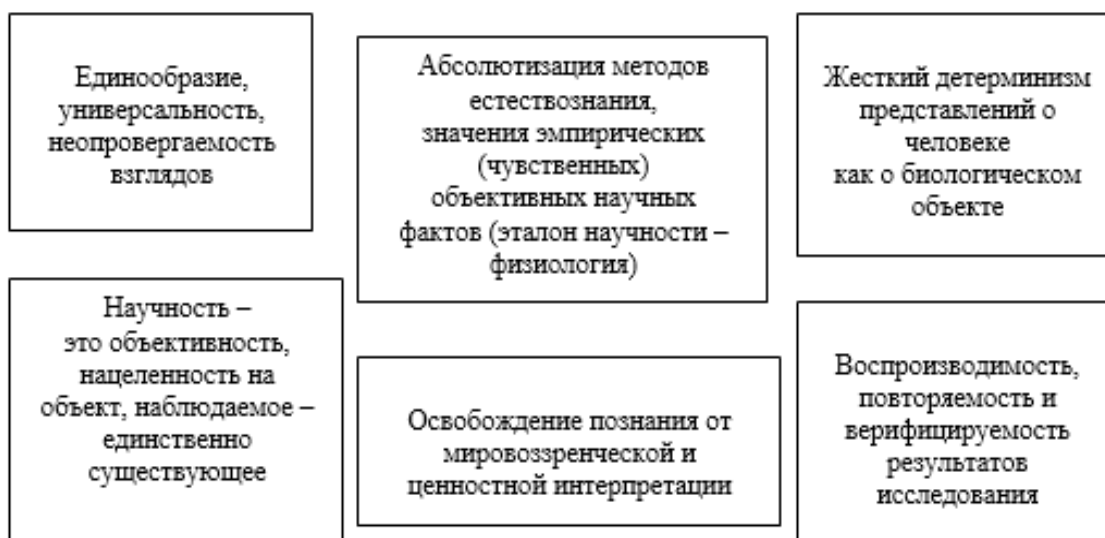 Единообразие,
универсальность,
неопровергаемость
взглядов
Абсолютизация методов
естествознания,
значения эмпирических
(чувственных)
объективных научных
фактов (эталон научности –
физиология)
Жесткий детерминизм
представлений о
человеке
как о биологическом
объекте
Научность –
это объективность,
нацеленность на
объект, наблюдаемое –
единственно
существующее
Освобождение познания от
мировоззренческой и
ценностной интерпретации
Воспроизводимость,
повторяемость и
верифицируемость
результатов
исследования